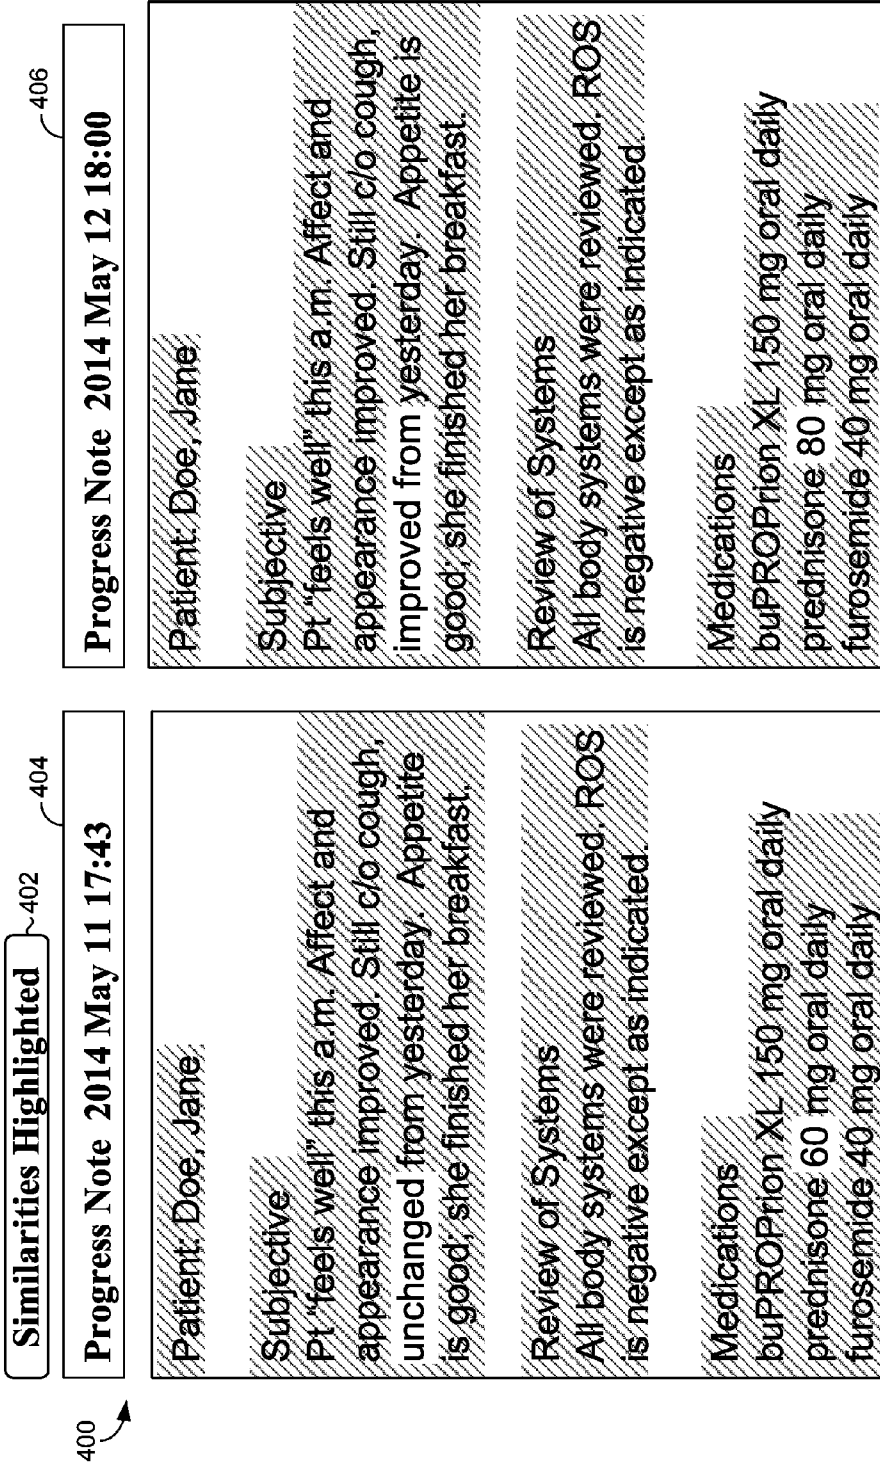 400
Similarities Highlighted
402
404
Progress Note 2014 May 11 17:43
Patient: Doe, Jane
Subjective
Pt “feels well” this a.m. Affect and
appearance improved. Still c/o cough,
unchanged from yesterday. Appetite
is good; she finished her breakfast.
Review of Systems
All body systems were reviewed. ROS
is negative except as indicated.
Medications
buPROPrion XL 150 mg oral daily
prednisone 60 mg oral daily
furosemide 40 mg oral daily
406
Progress Note 2014 May 12 18:00
Patient: Doe, Jane
Subjective
Pt “feels well” this a.m. Affect and
appearance improved. Still c/o cough,
improved from yesterday. Appetite is
good; she finished her breakfast.
Review of Systems
All body systems were reviewed. ROS
is negative except as indicated.
Medications
buPROPrion XL 150 mg oral daily
prednisone 80 mg oral daily
furosemide 40 mg oral daily